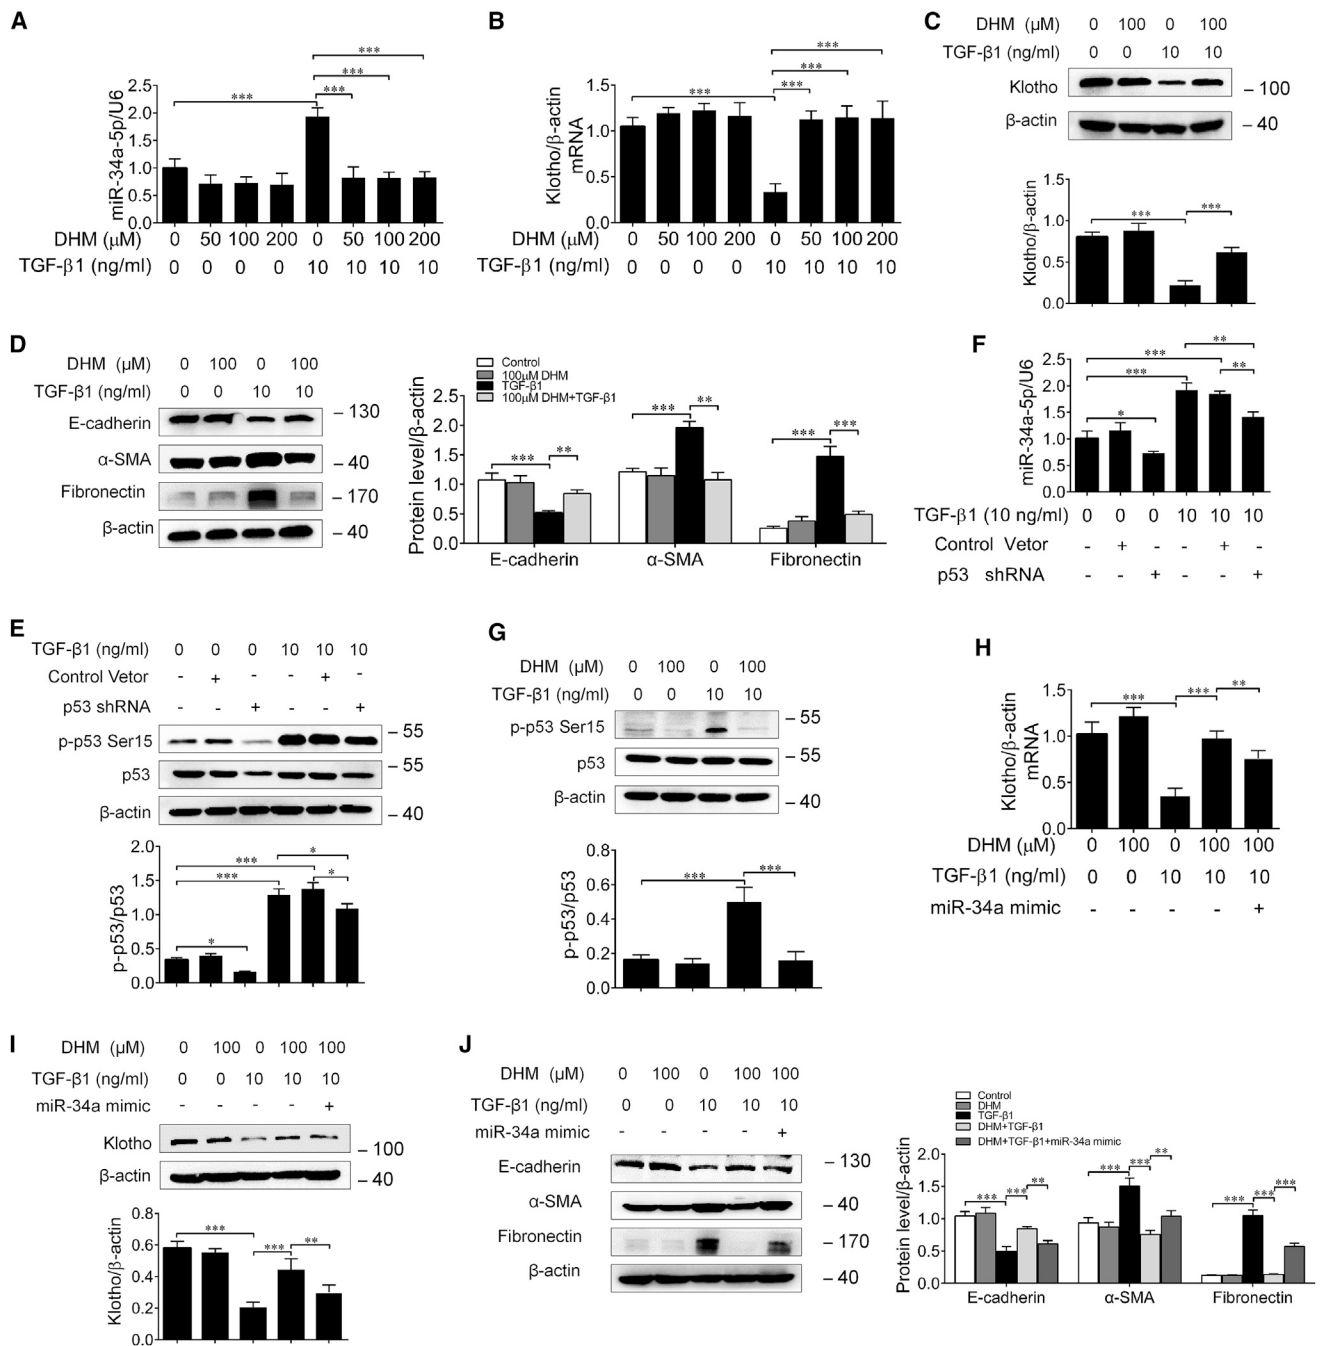 A
***
***
***
***
miR-34a-5p/U6
2.5
2.0
1.5
1.0
0.5
0.0
DHM (μM) 0 50 100 200 0 50 100 200
TGF-β1 (ng/ml) 0 0 0 0 10 10 10 10
B
***
***
***
***
Klotho/β-actin
mRNA
1.5
1.0
0.5
0.0
DHM (μM) 0 50 100 200 0 50 100 200
TGF-β1 (ng/ml) 0 0 0 0 10 10 10 10
C
DHM (μM) 0 100 0 100
TGF-β1 (ng/ml) 0 0 10 10
Klotho – 100
β-actin – 40
Klotho/β-actin
1.5
1.0
0.5
0.0
*** ***
D
DHM (μM) 0 100 0 100
TGF-β1 (ng/ml) 0 0 10 10
E-cadherin – 130
α-SMA – 40
Fibronectin – 170
β-actin – 40
Control
100μM DHM
TGF-β1
100μM DHM+TGF-β1
Protein level/β-actin
2.5
2.0
1.5
1.0
0.5
0.0
*** **
*** **
*** ***
E-cadherin α-SMA Fibronectin
F
miR-34a-5p/U6
2.5
2.0
1.5
1.0
0.5
0.0
**
***
***
**
*
TGF-β1 (10 ng/ml) 0 0 0 10 10 10
Control Vetor - + - - + -
p53 shRNA - - + - - +
E
TGF-β1 (ng/ml) 0 0 0 10 10 10
Control Vetor - + - - + -
p53 shRNA - - + - - +
p-p53 Ser15 – 55
p53 – 55
β-actin – 40
p-p53/p53
2.0
1.5
1.0
0.5
0.0
*
***
***
*
*
G
DHM (μM) 0 100 0 100
TGF-β1 (ng/ml) 0 0 10 10
p-p53 Ser15 – 55
p53 – 55
β-actin – 40
p-p53/p53
0.8
0.6
0.4
0.2
0.0
*** ***
H
Klotho/β-actin
mRNA
1.5
1.0
0.5
0.0
*** *** **
DHM (μM) 0 100 0 100 100
TGF-β1 (ng/ml) 0 0 10 10 10
miR-34a mimic - - - - +
I
DHM (μM) 0 100 0 100 100
TGF-β1 (ng/ml) 0 0 10 10 10
miR-34a mimic - - - - +
Klotho – 100
β-actin – 40
Klotho/β-actin
0.8
0.6
0.4
0.2
0.0
*** *** **
J
DHM (μM) 0 100 0 100 100
TGF-β1 (ng/ml) 0 0 10 10 10
miR-34a mimic - - - - +
E-cadherin – 130
α-SMA – 40
Fibronectin – 170
β-actin – 40
Control
DHM
TGF-β1
DHM+TGF-β1
DHM+TGF-β1+miR-34a mimic
Protein level/β-actin
2.0
1.5
1.0
0.5
0.0
*** *** **
*** *** **
*** *** ***
E-cadherin α-SMA Fibronectin